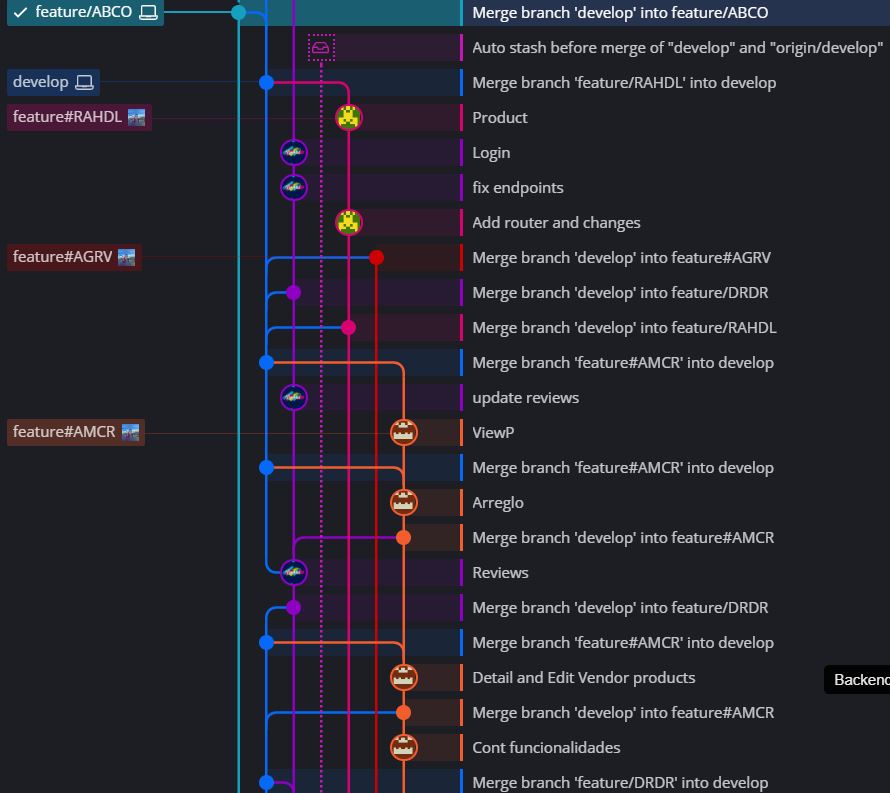 feature/ABCO Merge branch 'develop' into feature/ABCO
Auto stash before merge of "develop" and "origin/develop"
develop Merge branch 'feature/RAHDL' into develop
feature#RAHDL Product
Login
fix endpoints
Add router and changes
feature#AGRV Merge branch 'develop' into feature#AGRV
Merge branch 'develop' into feature/DRDR
Merge branch 'develop' into feature/RAHDL
Merge branch 'feature#AMCR' into develop
update reviews
feature#AMCR ViewP
Merge branch 'feature#AMCR' into develop
Arreglo
Merge branch 'develop' into feature#AMCR
Reviews
Merge branch 'develop' into feature/DRDR
Merge branch 'feature#AMCR' into develop
Detail and Edit Vendor products Backend
Merge branch 'develop' into feature#AMCR
Cont funcionalidades
Merge branch 'feature/DRDR' into develop